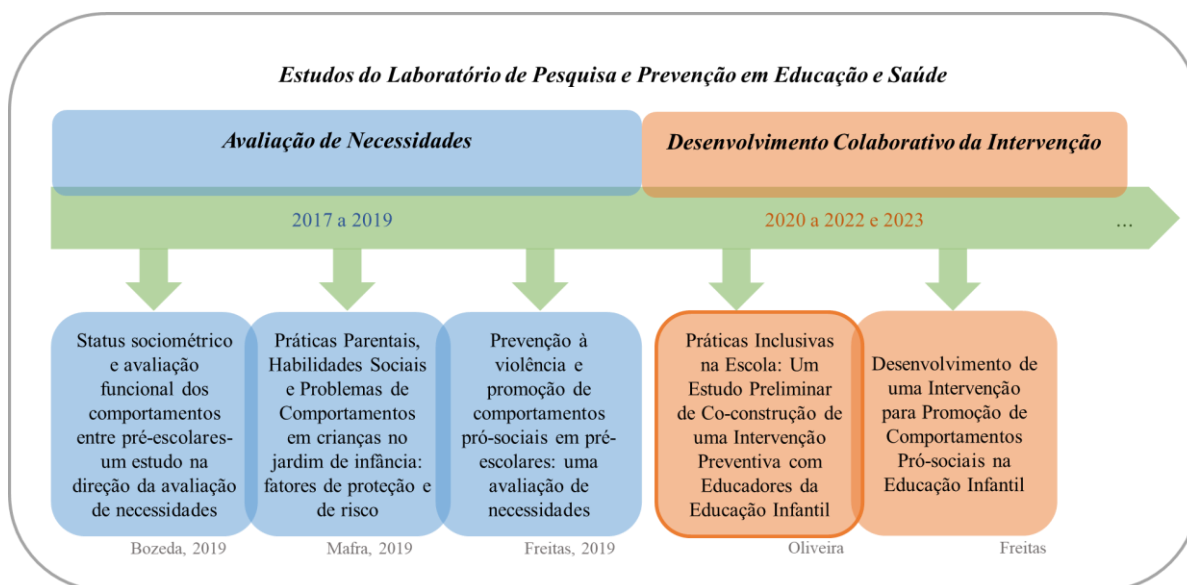 Estudos do Laboratório de Pesquisa e Prevenção em Educação e Saúde
Avaliação de Necessidades
Desenvolvimento Colaborativo da Intervenção
2017 a 2019
2020 a 2022 e 2023
...
Status sociométrico
e avaliação
funcional dos
comportamentos
entre pré-escolares-
um estudo na
direção da avaliação
de necessidades
Bozeda, 2019
Práticas Parentais,
Habilidades Sociais
e Problemas de
Comportamentos
em crianças no
jardim de infância:
fatores de proteção e
de risco
Mafra, 2019
Prevenção à
violência e
promoção de
comportamentos
pró-sociais em pré-
escolares: uma
avaliação de
necessidades
Freitas, 2019
Práticas Inclusivas
na Escola: Um
Estudo Preliminar
de Co-construção de
uma Intervenção
Preventiva com
Educadores da
Educação Infantil
Oliveira
Desenvolvimento de
uma Intervenção
para Promoção de
Comportamentos
Pró-sociais na
Educação Infantil
Freitas